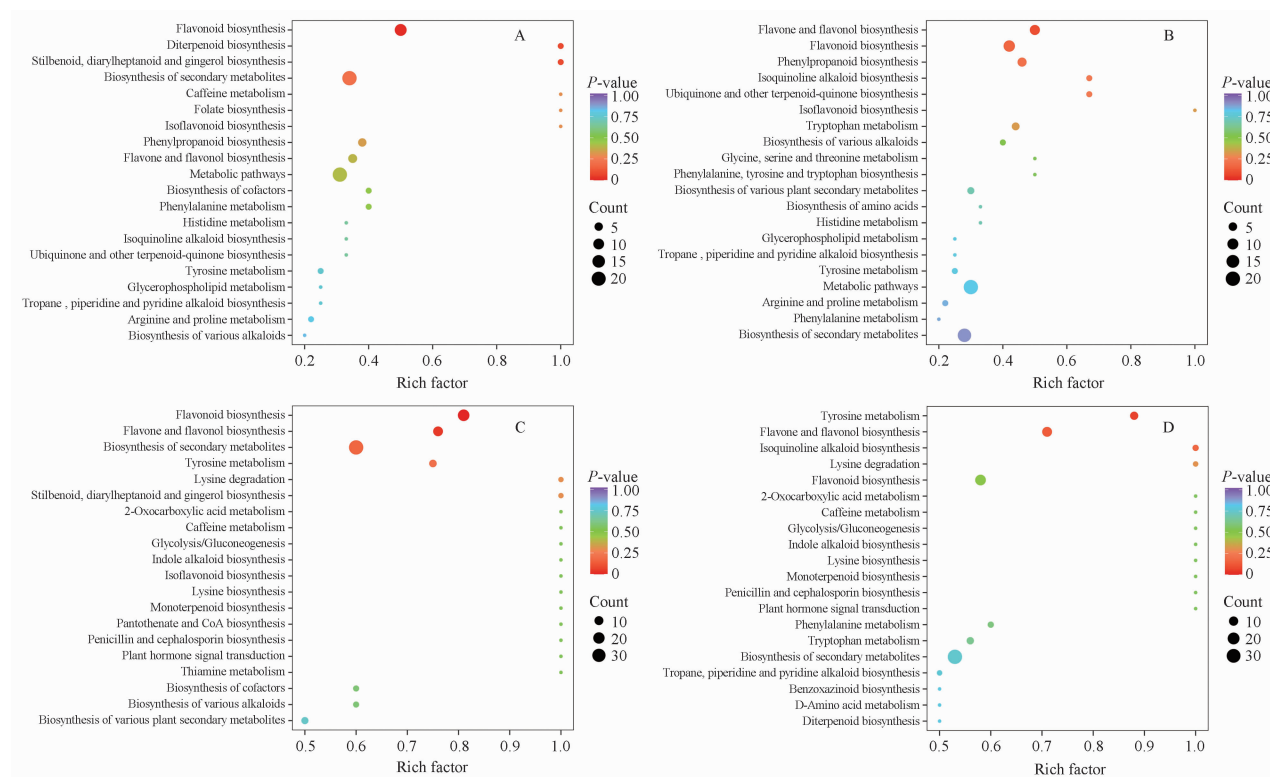 A
Flavonoid biosynthesis
Diterpenoid biosynthesis
Stilbenoid, diarylheptanoid and gingerol biosynthesis
Biosynthesis of secondary metabolites
Caffeine metabolism
Folate biosynthesis
Isoflavonoid biosynthesis
Phenylpropanoid biosynthesis
Flavone and flavonol biosynthesis
Metabolic pathways
Biosynthesis of cofactors
Phenylalanine metabolism
Histidine metabolism
Isoquinoline alkaloid biosynthesis
Ubiquinone and other terpenoid-quinone biosynthesis
Tyrosine metabolism
Glycerophospholipid metabolism
Tropane , piperidine and pyridine alkaloid biosynthesis
Arginine and proline metabolism
Biosynthesis of various alkaloids
0.2 0.4 0.6 0.8 1.0
Rich factor
P-value
1.00
0.75
0.50
0.25
0
Count
5
10
15
20
B
Flavone and flavonol biosynthesis
Flavonoid biosynthesis
Phenylpropanoid biosynthesis
Isoquinoline alkaloid biosynthesis
Ubiquinone and other terpenoid-quinone biosynthesis
Isoflavonoid biosynthesis
Tryptophan metabolism
Biosynthesis of various alkaloids
Glycine, serine and threonine metabolism
Phenylalanine, tyrosine and tryptophan biosynthesis
Biosynthesis of various plant secondary metabolites
Biosynthesis of amino acids
Histidine metabolism
Glycerophospholipid metabolism
Tropane , piperidine and pyridine alkaloid biosynthesis
Tyrosine metabolism
Metabolic pathways
Arginine and proline metabolism
Phenylalanine metabolism
Biosynthesis of secondary metabolites
0.2 0.4 0.6 0.8 1.0
Rich factor
P-value
1.00
0.75
0.50
0.25
0
Count
5
10
15
20
C
Flavonoid biosynthesis
Flavone and flavonol biosynthesis
Biosynthesis of secondary metabolites
Tyrosine metabolism
Lysine degradation
Stilbenoid, diarylheptanoid and gingerol biosynthesis
2-Oxocarboxylic acid metabolism
Caffeine metabolism
Glycolysis/Gluconeogenesis
Indole alkaloid biosynthesis
Isoflavonoid biosynthesis
Lysine biosynthesis
Monoterpenoid biosynthesis
Pantothenate and CoA biosynthesis
Penicillin and cephalosporin biosynthesis
Plant hormone signal transduction
Thiamine metabolism
Biosynthesis of cofactors
Biosynthesis of various alkaloids
Biosynthesis of various plant secondary metabolites
0.5 0.6 0.7 0.8 0.9 1.0
Rich factor
P-value
1.00
0.75
0.50
0.25
0
Count
10
20
30
D
Tyrosine metabolism
Flavone and flavonol biosynthesis
Isoquinoline alkaloid biosynthesis
Lysine degradation
Flavonoid biosynthesis
2-Oxocarboxylic acid metabolism
Caffeine metabolism
Glycolysis/Gluconeogenesis
Indole alkaloid biosynthesis
Lysine biosynthesis
Monoterpenoid biosynthesis
Penicillin and cephalosporin biosynthesis
Plant hormone signal transduction
Phenylalanine metabolism
Tryptophan metabolism
Biosynthesis of secondary metabolites
Tropane, piperidine and pyridine alkaloid biosynthesis
Benzoxazinoid biosynthesis
D-Amino acid metabolism
Diterpenoid biosynthesis
0.5 0.6 0.7 0.8 0.9 1.0
Rich factor
P-value
1.00
0.75
0.50
0.25
0
Count
10
20
30